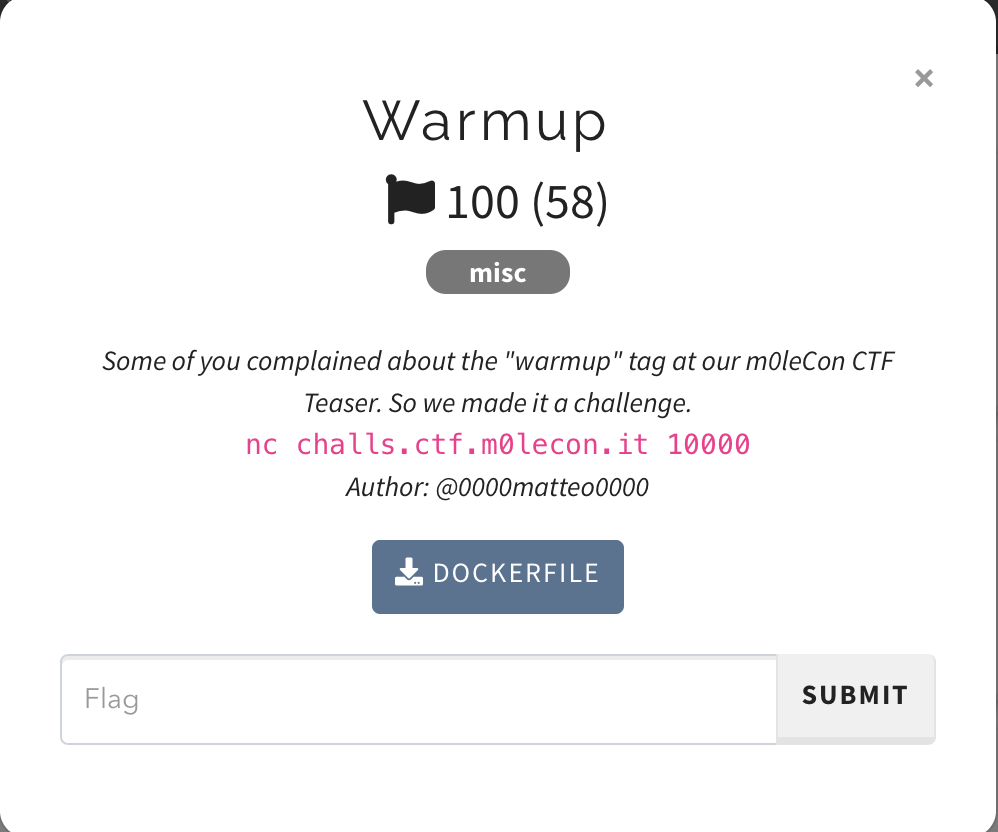 ×
Warmup
100 (58)
misc
Some of you complained about the "warmup" tag at our m0leCon CTF
Teaser. So we made it a challenge.
nc challs.ctf.m0lecon.it 10000
Author: @0000matteo0000
DOCKERFILE
Flag
SUBMIT